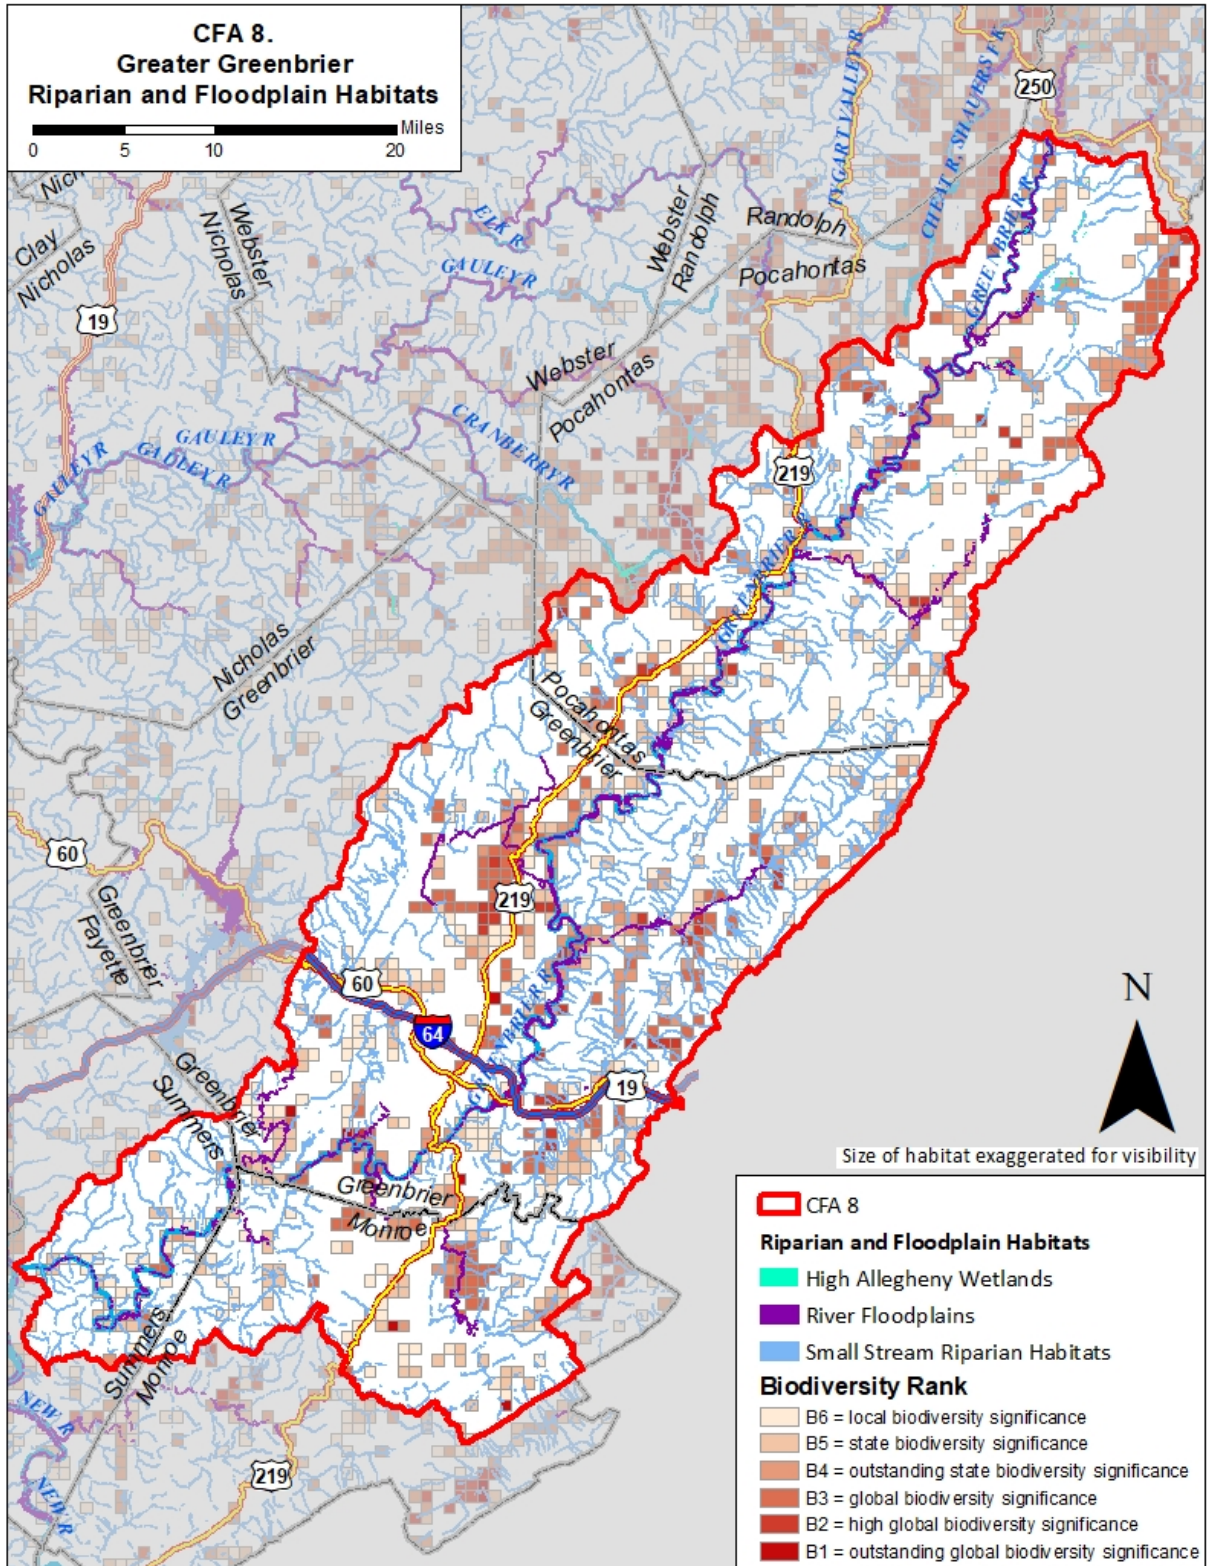 CFA 8.
Greater Greenbrier
Riparian and Floodplain Habitats
Miles
0 5 10 20
250
TYGART VALLEY R
CHEAT R, SHAVERS FK
Nich
Clay
Nicholas
Webster
Nicholas
ELK R
Webster
Randolph
Randolph
Pocahontas
GREENBRIER R
GAULEY R
19
Webster
Pocahontas
CRANBERRY R
GAULEY R
GAULEY R
GAULEY R
219
GREENBRIER R
Nicholas
Greenbrier
Pocahontas
Greenbrier
60
Greenbrier
Fayette
219
60
64
GREENBRIER R
19
N
Greenbrier
Summers
Size of habitat exaggerated for visibility
Greenbrier
Monroe
Summers
Monroe
NEW R
NEW R
219
CFA 8
Riparian and Floodplain Habitats
High Allegheny Wetlands
River Floodplains
Small Stream Riparian Habitats
Biodiversity Rank
B6 = local biodiversity significance
B5 = state biodiversity significance
B4 = outstanding state biodiversity significance
B3 = global biodiversity significance
B2 = high global biodiversity significance
B1 = outstanding global biodiversity significance